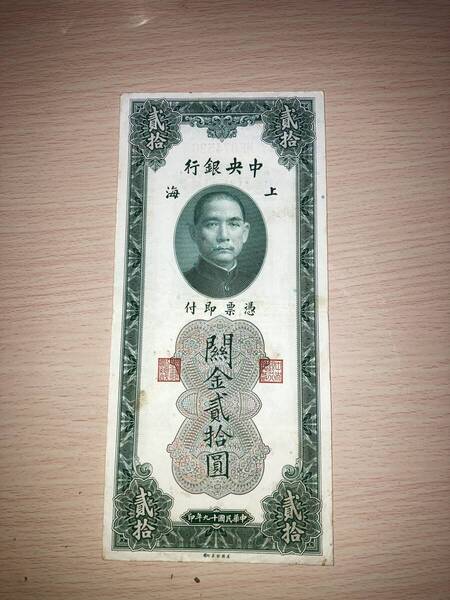 貳拾
貳拾
中央銀行
上海
憑票即付
關金貳拾圓
貳拾
貳拾
中華民國十九年印